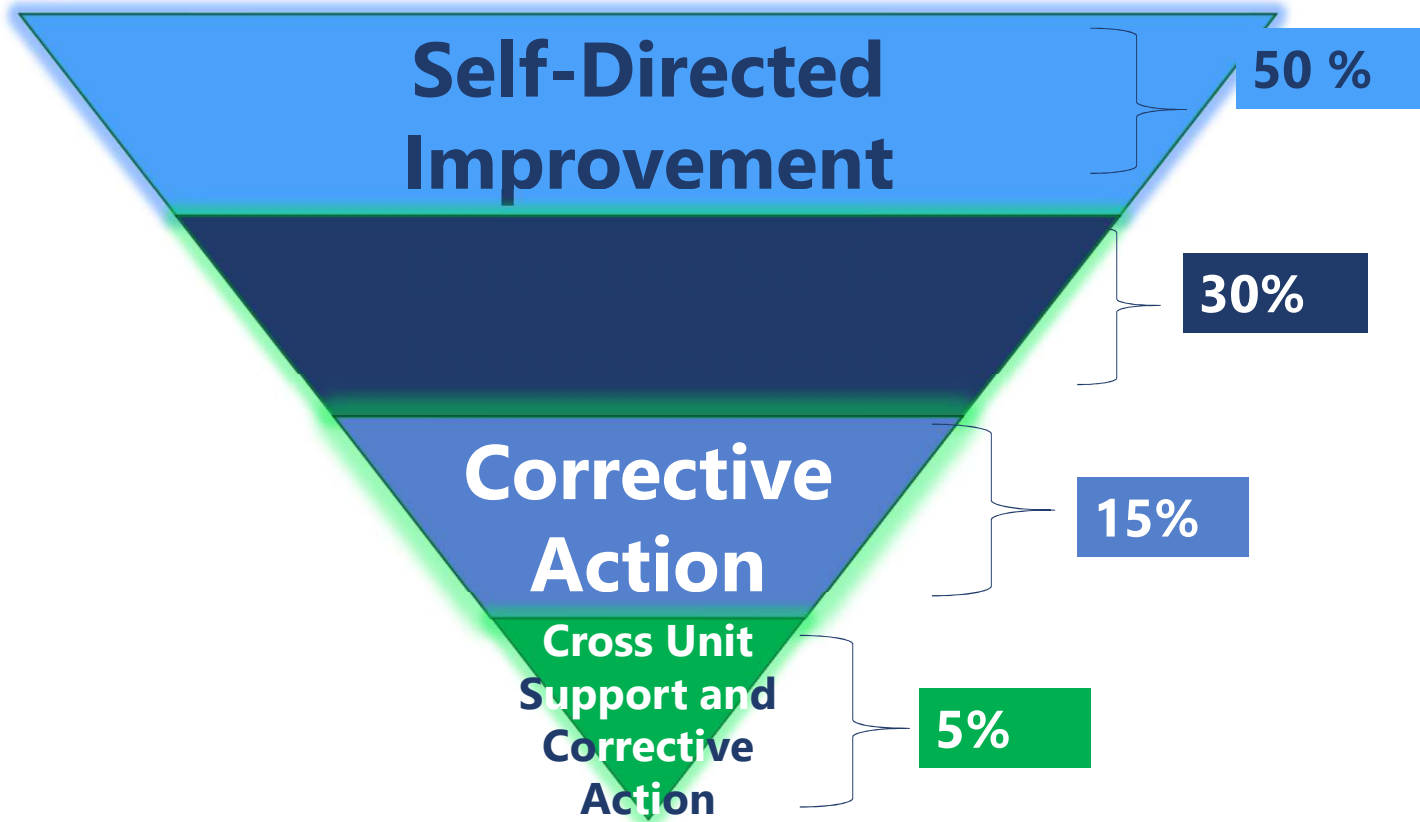 Self-Directed
Improvement
50 %
30%
Corrective
Action
15%
Cross Unit
Support and
Corrective
Action
5%